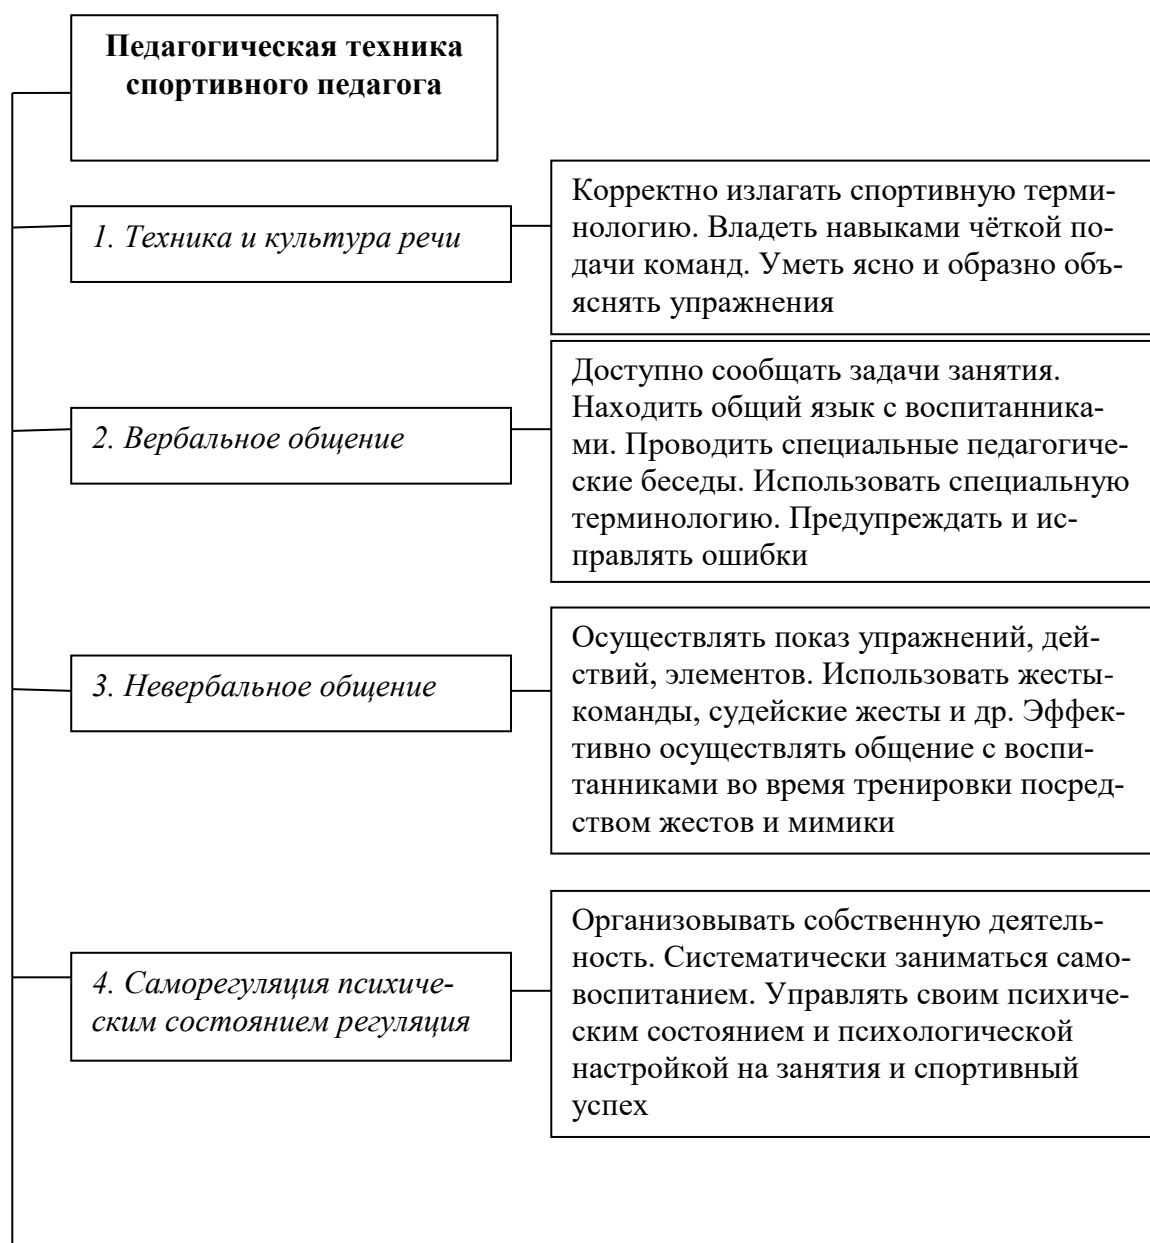 Педагогическая техника
спортивного педагога
1. Техника и культура речи
Корректно излагать спортивную терми-
нологию. Владеть навыками чёткой по-
дачи команд. Уметь ясно и образно объ-
яснять упражнения
2. Вербальное общение
Доступно сообщать задачи занятия.
Находить общий язык с воспитанника-
ми. Проводить специальные педагогиче-
ские беседы. Использовать специальную
терминологию. Предупреждать и ис-
правлять ошибки
3. Невербальное общение
Осуществлять показ упражнений, дей-
ствий, элементов. Использовать жесты-
команды, судейские жесты и др. Эффек-
тивно осуществлять общение с воспи-
танниками во время тренировки посред-
ством жестов и мимики
4. Саморегуляция психиче-
ским состоянием регуляция
Организовывать собственную деятель-
ность. Систематически заниматься само-
воспитанием. Управлять своим психиче-
ским состоянием и психологической
настройкой на занятия и спортивный
успех